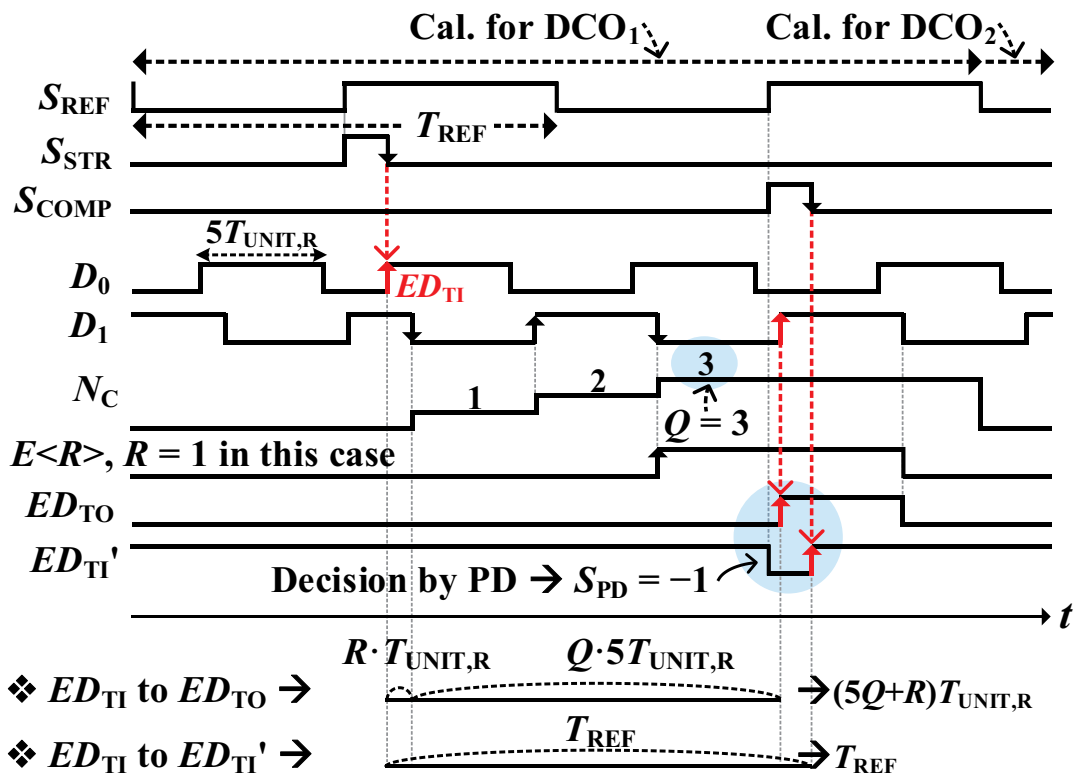 Cal. for DCO1 Cal. for DCO2
SREF
TREF
SSTR
SCOMP
5TUNIT,R
D0
EDTI
D1
NC 1 2 3
Q = 3
E<R>, R = 1 in this case
EDTO
EDTI'
Decision by PD → SPD = −1
t
R·TUNIT,R Q·5TUNIT,R
❖ EDTI to EDTO → →(5Q+R)TUNIT,R
TREF
❖ EDTI to EDTI' → →TREF